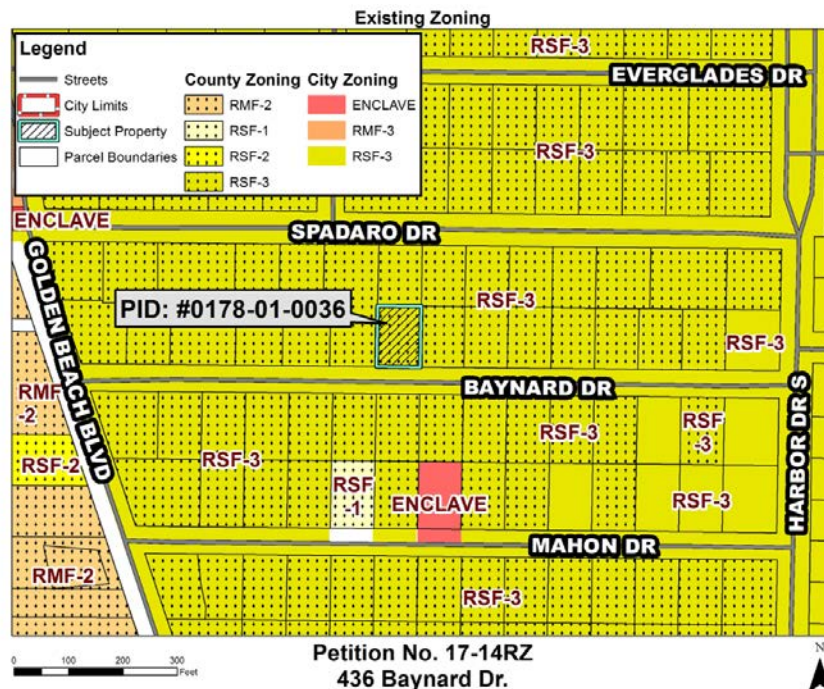 Existing Zoning
Legend
Streets
City Limits
Subject Property
Parcel Boundaries
County Zoning
RMF-2
RSF-1
RSF-2
RSF-3
City Zoning
ENCLAVE
RMF-3
RSF-3
RSF-3
EVERGLADES DR
RSF-3
ENCLAVE
SPADARO DR
GOLDEN BEACH BLVD
PID: #0178-01-0036
RSF-3
RSF-3
BAYNARD DR
HARBOR DR S
RMF
-2
RSF-2
RSF-3
RSF
-1
ENCLAVE
RSF-3
RSF
-3
RSF-3
MAHON DR
RMF-2
RSF-3
0 100 200 300
Feet
Petition No. 17-14RZ
436 Baynard Dr.
N